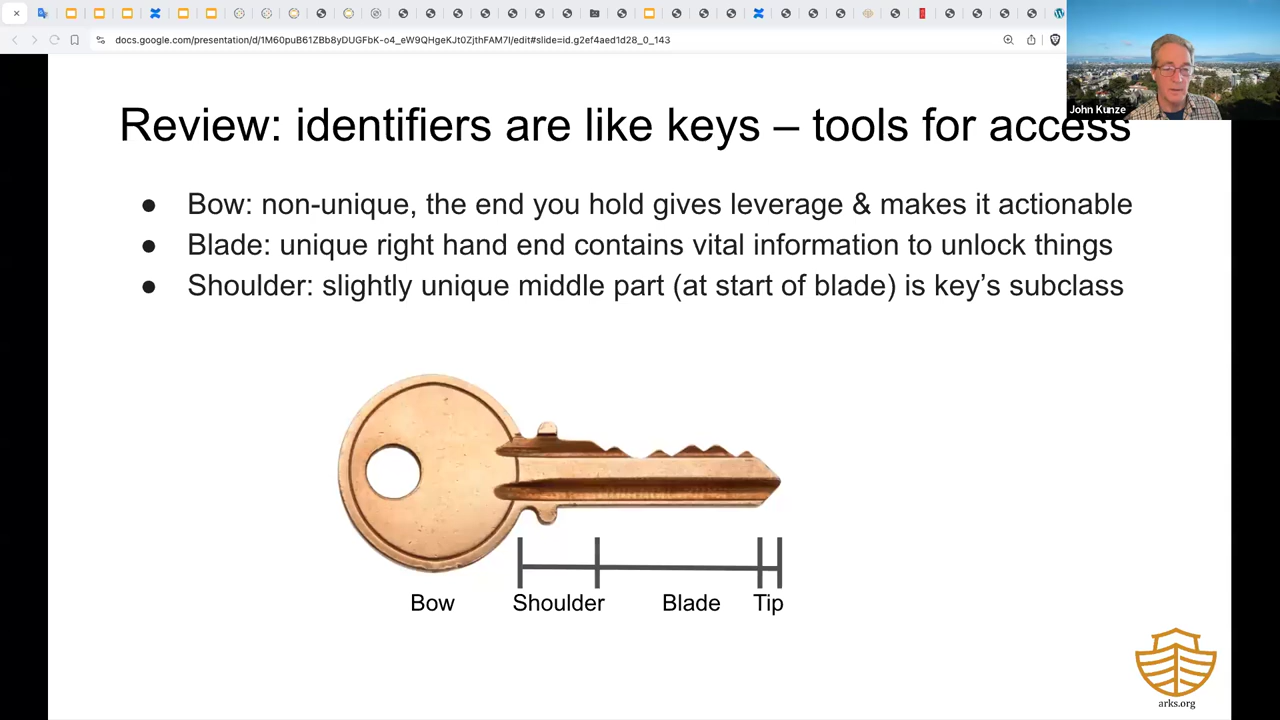 docs.google.com/presentation/d/1M60puB61ZBb8yDUGFbK-o4_eW9QHgeKJt0ZjthFAM7I/edit#slide=id.g2ef4aed1d28_0_143
John Kunze
Review: identifiers are like keys – tools for access
● Bow: non-unique, the end you hold gives leverage & makes it actionable
● Blade: unique right hand end contains vital information to unlock things
● Shoulder: slightly unique middle part (at start of blade) is key’s subclass
Bow Shoulder Blade Tip
arks.org